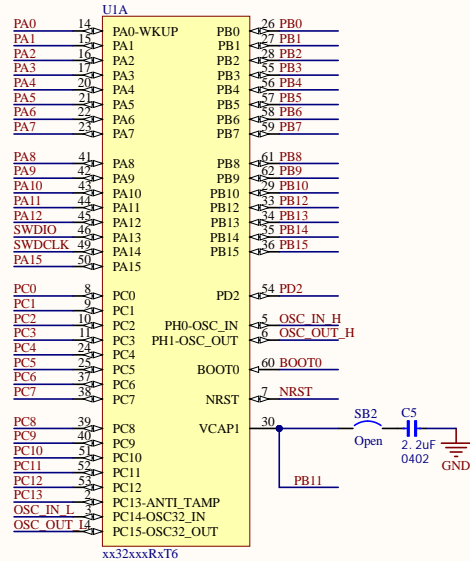 U1A
PA0 14 PA0-WKUP PB0 26 PB0
PA1 15 PA1 PB1 27 PB1
PA2 16 PA2 PB2 28 PB2
PA3 17 PA3 PB3 55 PB3
PA4 20 PA4 PB4 56 PB4
PA5 21 PA5 PB5 57 PB5
PA6 22 PA6 PB6 58 PB6
PA7 23 PA7 PB7 59 PB7
PA8 41 PA8 PB8 61 PB8
PA9 42 PA9 PB9 62 PB9
PA10 43 PA10 PB10 29 PB10
PA11 44 PA11 PB12 33 PB12
PA12 45 PA12 PB13 34 PB13
SWDIO 46 PA13 PB14 35 PB14
SWDCLK 49 PA14 PB15 36 PB15
PA15 50 PA15
PC0 8 PC0 PD2 54 PD2
PC1 9 PC1
PC2 10 PC2 PH0-OSC_IN 5 OSC_IN_H
PC3 11 PC3 PH1-OSC_OUT 6 OSC_OUT_H
PC4 24 PC4
PC5 25 PC5 BOOT0 60 BOOT0
PC6 37 PC6
PC7 38 PC7 NRST 7 NRST
PC8 39 PC8 VCAP1 30 SB2 C5
PC9 40 PC9 Open 2.2uF
PC10 51 PC10 0402
PC11 52 PC11 GND
PC12 53 PC12 PB11
PC13 2 PC13-ANTI_TAMP
OSC_IN_L 3 PC14-OSC32_IN
OSC_OUT_L 4 PC15-OSC32_OUT
xx32xxxRxT6